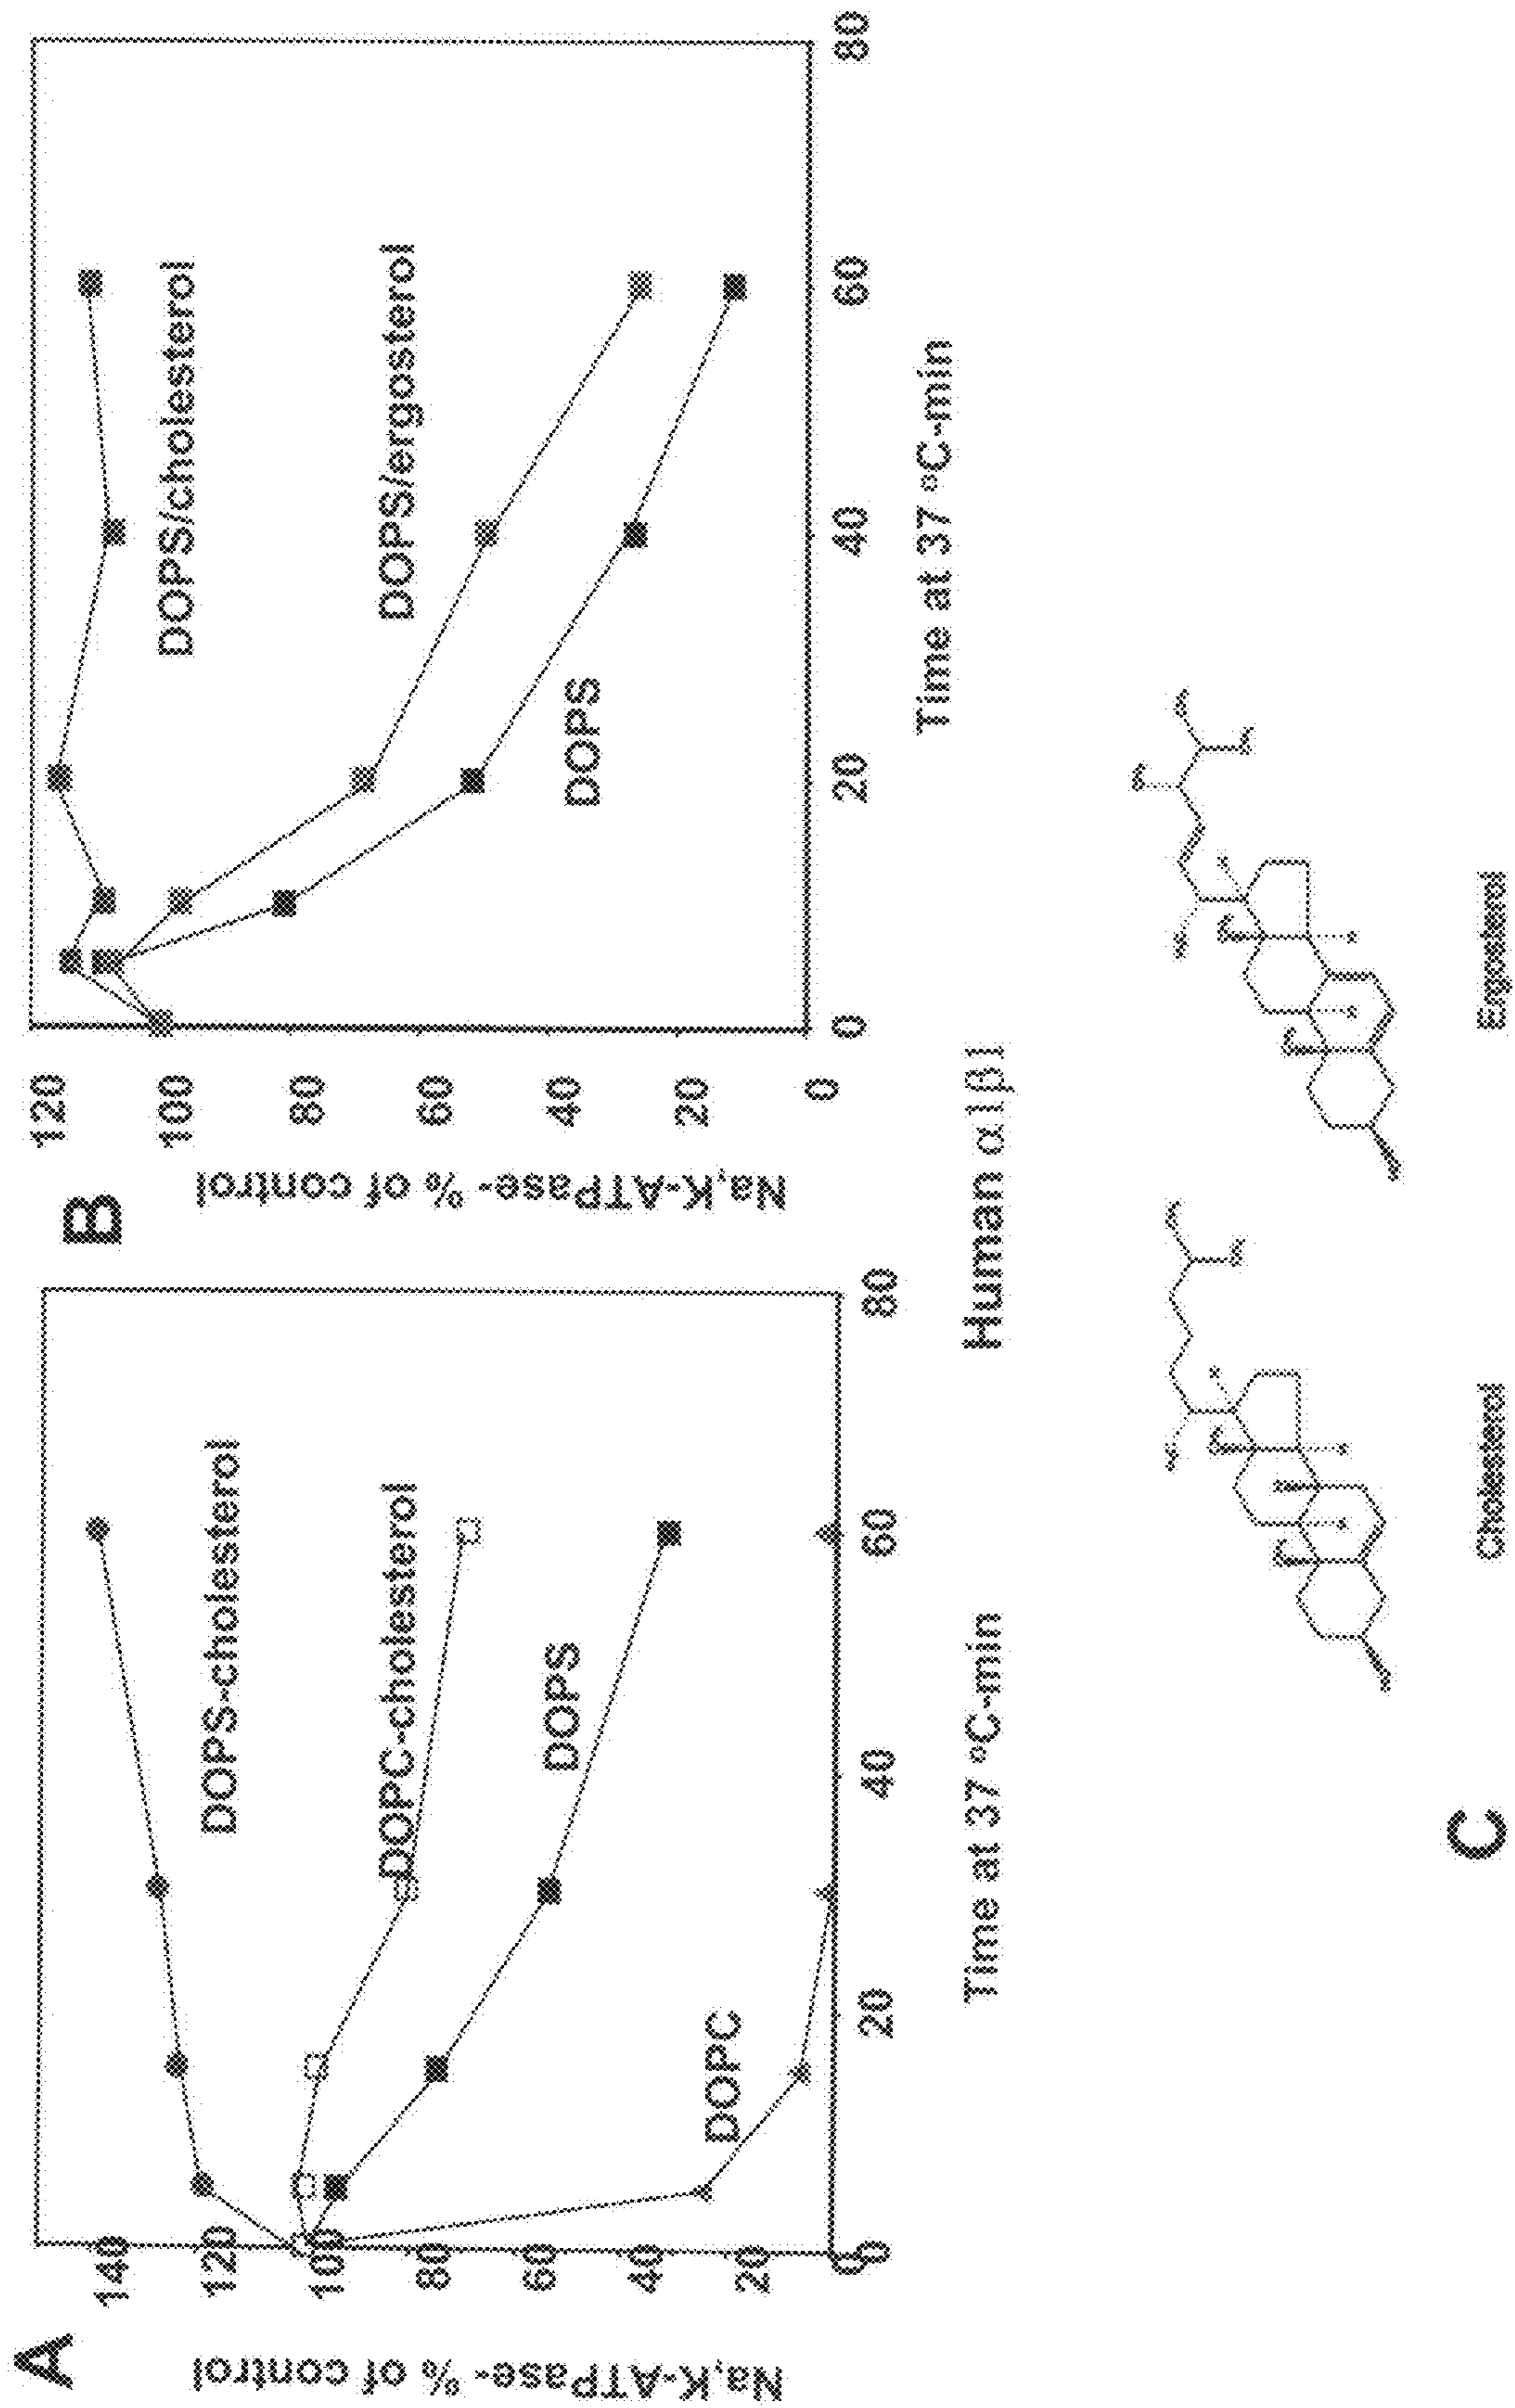 A
Na,K-ATPase- % of control
140
120
100
80
60
40
20
0
DOPS-cholesterol
DOPC-cholesterol
DOPS
DOPC
0
20
40
60
80
Time at 37 °C-min
B
Na,K-ATPase- % of control
120
100
80
60
40
20
0
DOPS/cholesterol
DOPS/ergosterol
DOPS
0
20
40
60
80
Time at 37 °C-min
Human α1β1
C
Cholesterol
Ergosterol